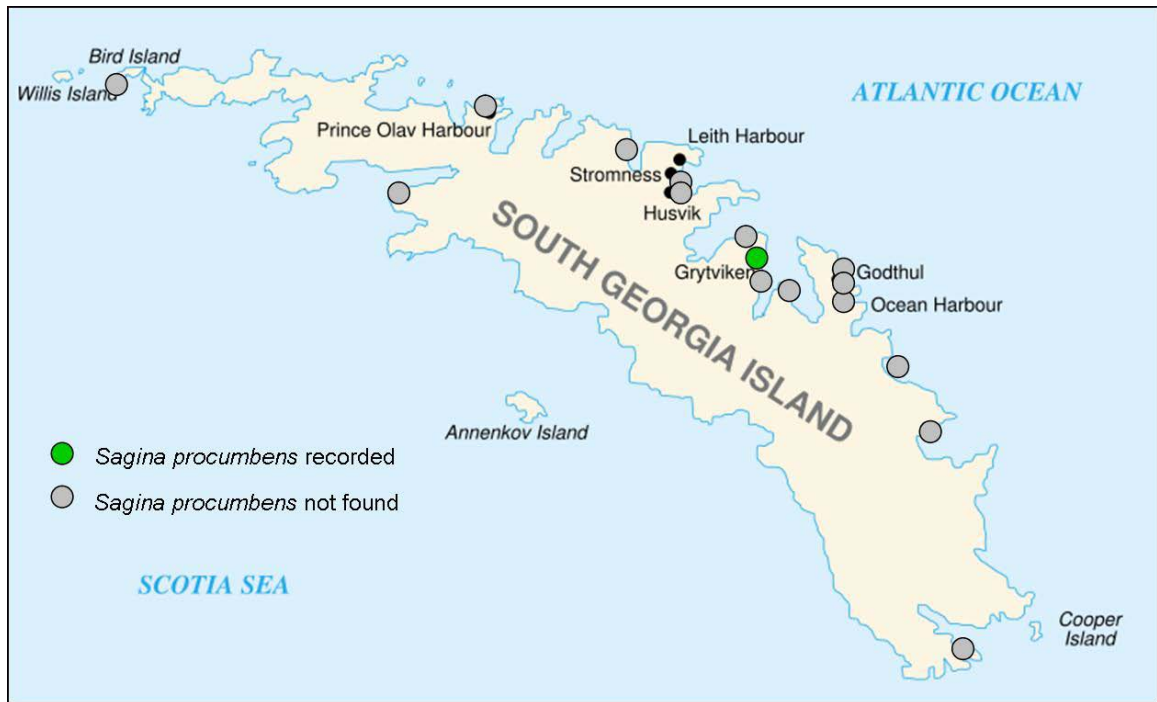 Bird Island
Willis Island
ATLANTIC OCEAN
Prince Olav Harbour
Leith Harbour
Stromness
Husvik
SOUTH GEORGIA ISLAND
Grytviken
Godthul
Ocean Harbour
Annenkov Island
Sagina procumbens recorded
Sagina procumbens not found
SCOTIA SEA
Cooper
Island